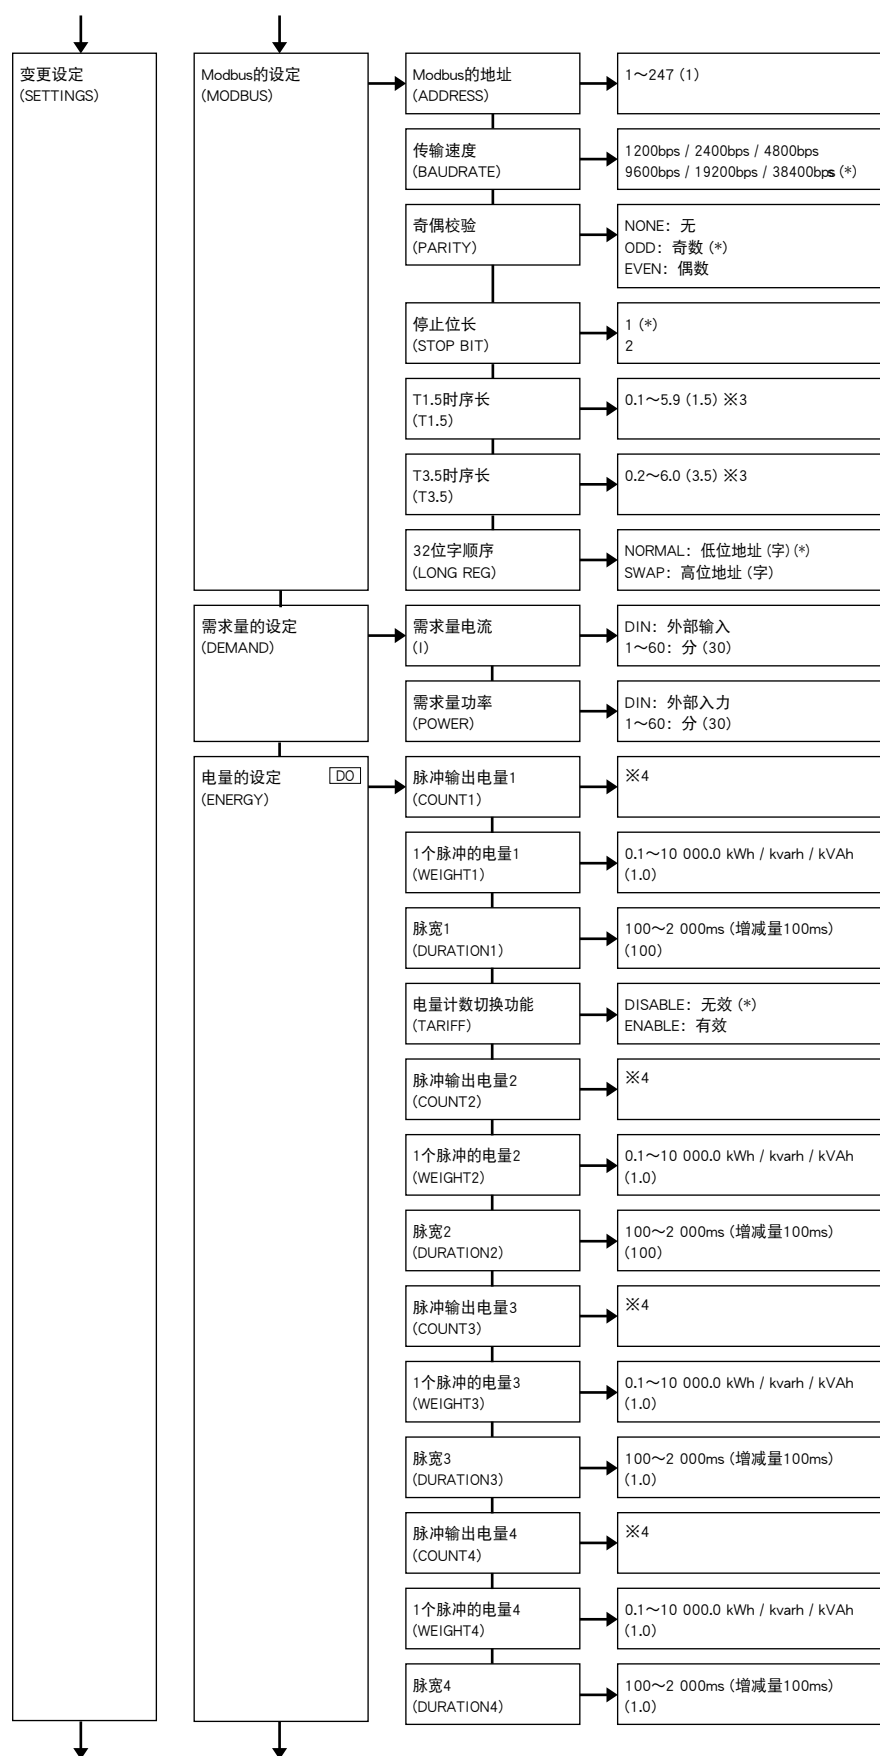 变更设定
(SETTINGS)
Modbus的设定
(MODBUS)
Modbus的地址
(ADDRESS)
1～247 (1)
传输速度
(BAUDRATE)
1200bps / 2400bps / 4800bps
9600bps / 19200bps / 38400bps (*)
奇偶校验
(PARITY)
NONE：无
ODD：奇数 (*)
EVEN：偶数
停止位长
(STOP BIT)
1 (*)
2
T1.5时序长
(T1.5)
0.1～5.9 (1.5) ※3
T3.5时序长
(T3.5)
0.2～6.0 (3.5) ※3
32位字顺序
(LONG REG)
NORMAL：低位地址 (字) (*)
SWAP：高位地址 (字)
需求量的设定
(DEMAND)
需求量电流
(I)
DIN：外部输入
1～60：分 (30)
需求量功率
(POWER)
DIN：外部入力
1～60：分 (30)
电量的设定 DO
(ENERGY)
脉冲输出电量1
(COUNT1)
※4
1个脉冲的电量1
(WEIGHT1)
0.1～10 000.0 kWh / kvarh / kVAh
(1.0)
脉宽1
(DURATION1)
100～2 000ms (增减量100ms)
(100)
电量计数切换功能
(TARIFF)
DISABLE：无效 (*)
ENABLE：有效
脉冲输出电量2
(COUNT2)
※4
1个脉冲的电量2
(WEIGHT2)
0.1～10 000.0 kWh / kvarh / kVAh
(1.0)
脉宽2
(DURATION2)
100～2 000ms (增减量100ms)
(100)
脉冲输出电量3
(COUNT3)
※4
1个脉冲的电量3
(WEIGHT3)
0.1～10 000.0 kWh / kvarh / kVAh
(1.0)
脉宽3
(DURATION3)
100～2 000ms (增减量100ms)
(1.0)
脉冲输出电量4
(COUNT4)
※4
1个脉冲的电量4
(WEIGHT4)
0.1～10 000.0 kWh / kvarh / kVAh
(1.0)
脉宽4
(DURATION4)
100～2 000ms (增减量100ms)
(1.0)